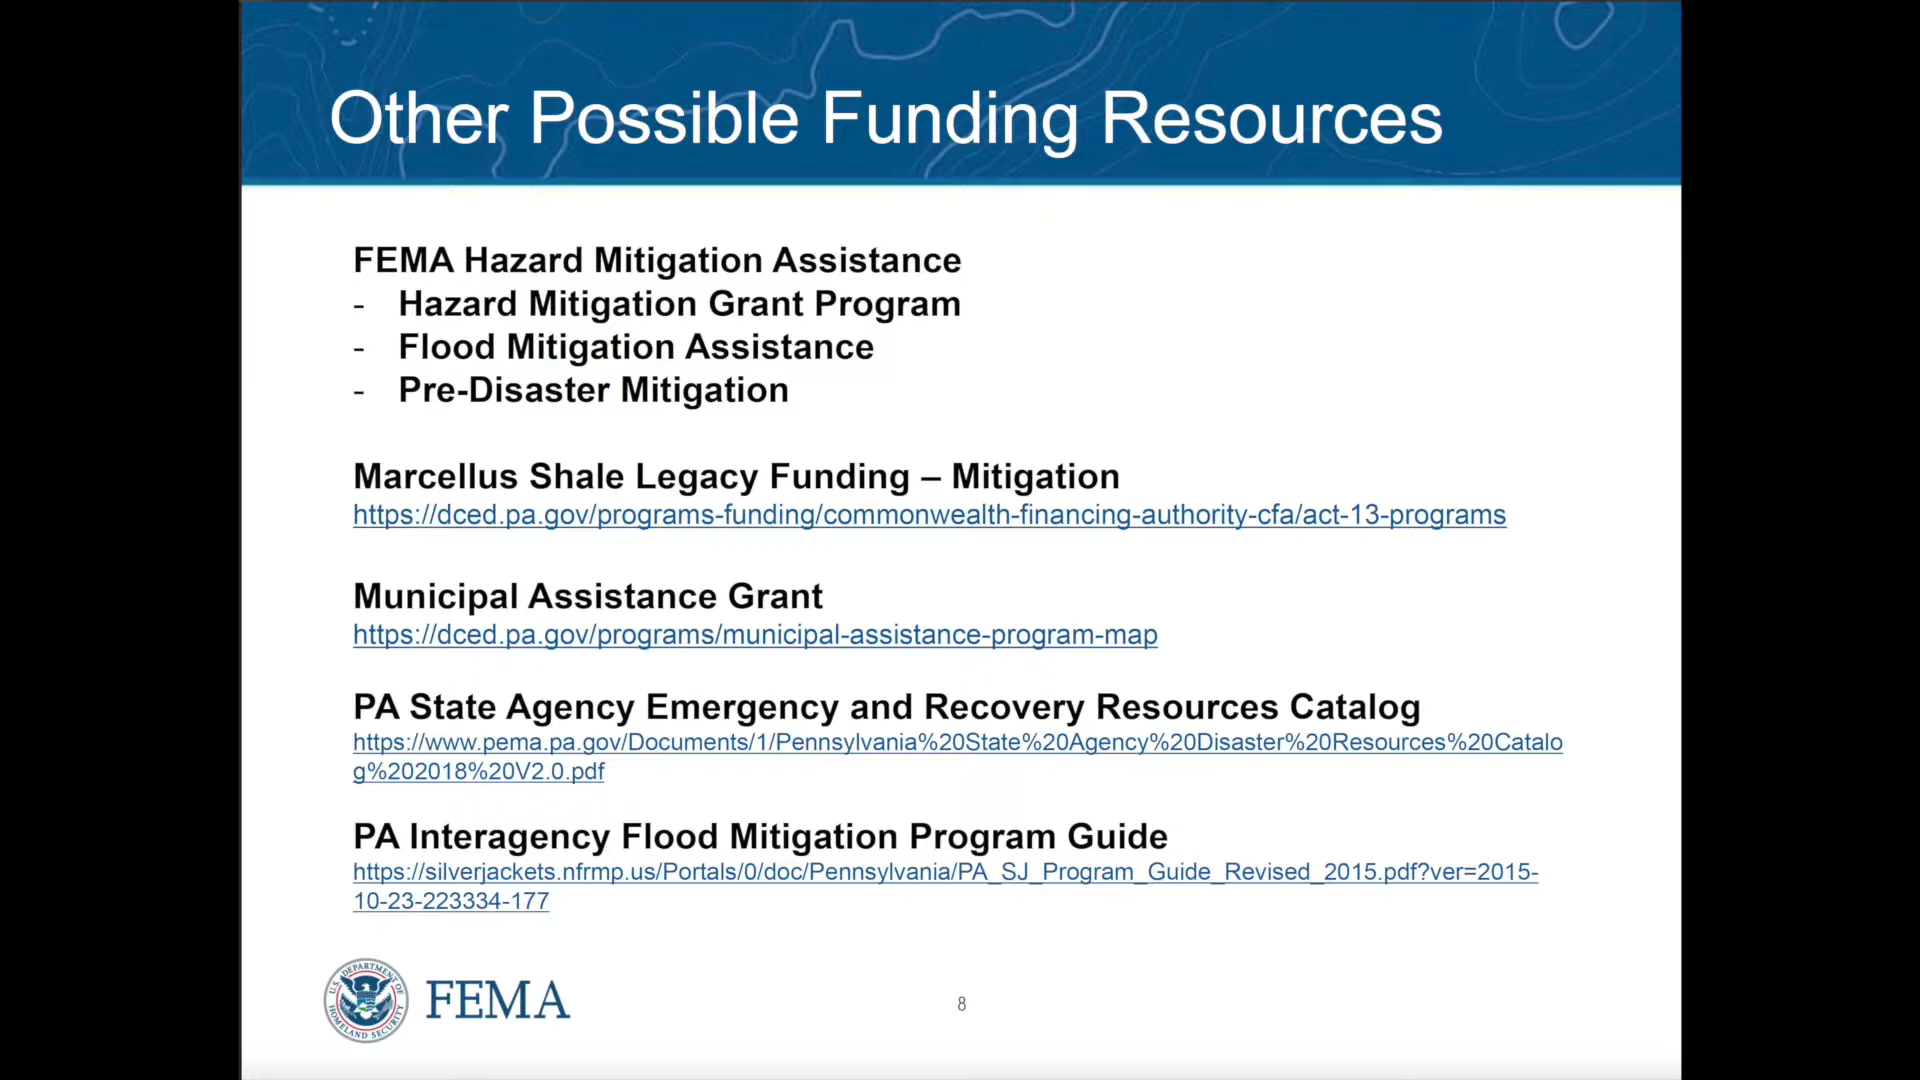 Other Possible Funding Resources
FEMA Hazard Mitigation Assistance
- Hazard Mitigation Grant Program
- Flood Mitigation Assistance
- Pre-Disaster Mitigation
Marcellus Shale Legacy Funding – Mitigation
https://dced.pa.gov/programs-funding/commonwealth-financing-authority-cfa/act-13-programs
Municipal Assistance Grant
https://dced.pa.gov/programs/municipal-assistance-program-map
PA State Agency Emergency and Recovery Resources Catalog
https://www.pema.pa.gov/Documents/1/Pennsylvania%20State%20Agency%20Disaster%20Resources%20Catalo
g%202018%20V2.0.pdf
PA Interagency Flood Mitigation Program Guide
https://silverjackets.nfrmp.us/Portals/0/doc/Pennsylvania/PA_SJ_Program_Guide_Revised_2015.pdf?ver=2015-
10-23-223334-177
U.S. DEPARTMENT OF
HOMELAND SECURITY
FEMA
8